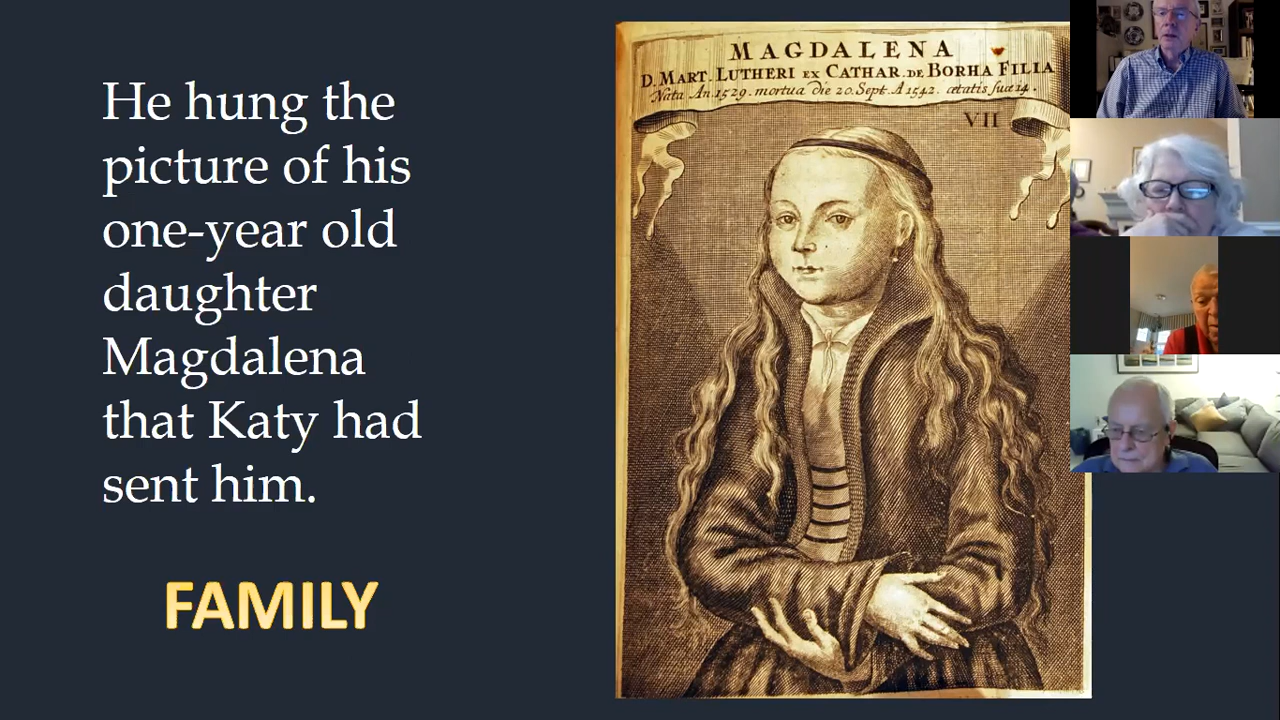 He hung the
picture of his
one-year old
daughter
Magdalena
that Katy had
sent him.
FAMILY
MAGDALENA
D. MART. LUTHERI EX CATHAR. DE BORHA FILIA
Nata An. 1529. mortua die 20. Sept. A 1542. ætatis suæ 14.
VII